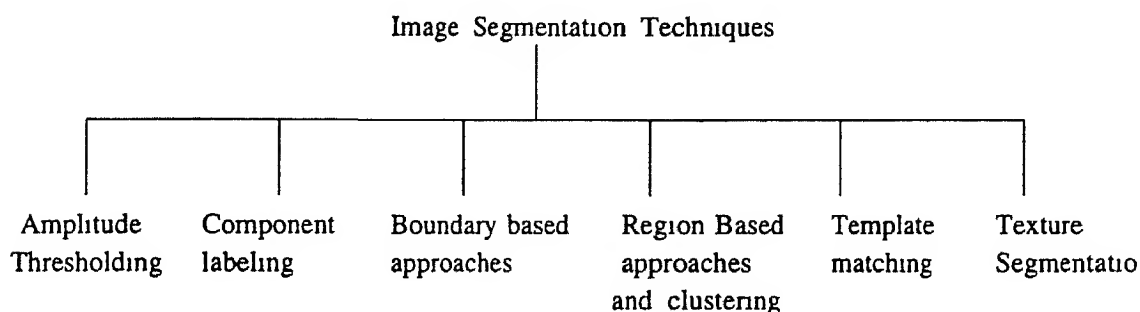 Image Segmentation Techniques
Amplitude Thresholding
Component labeling
Boundary based approaches
Region Based approaches and clustering
Template matching
Texture Segmentatio